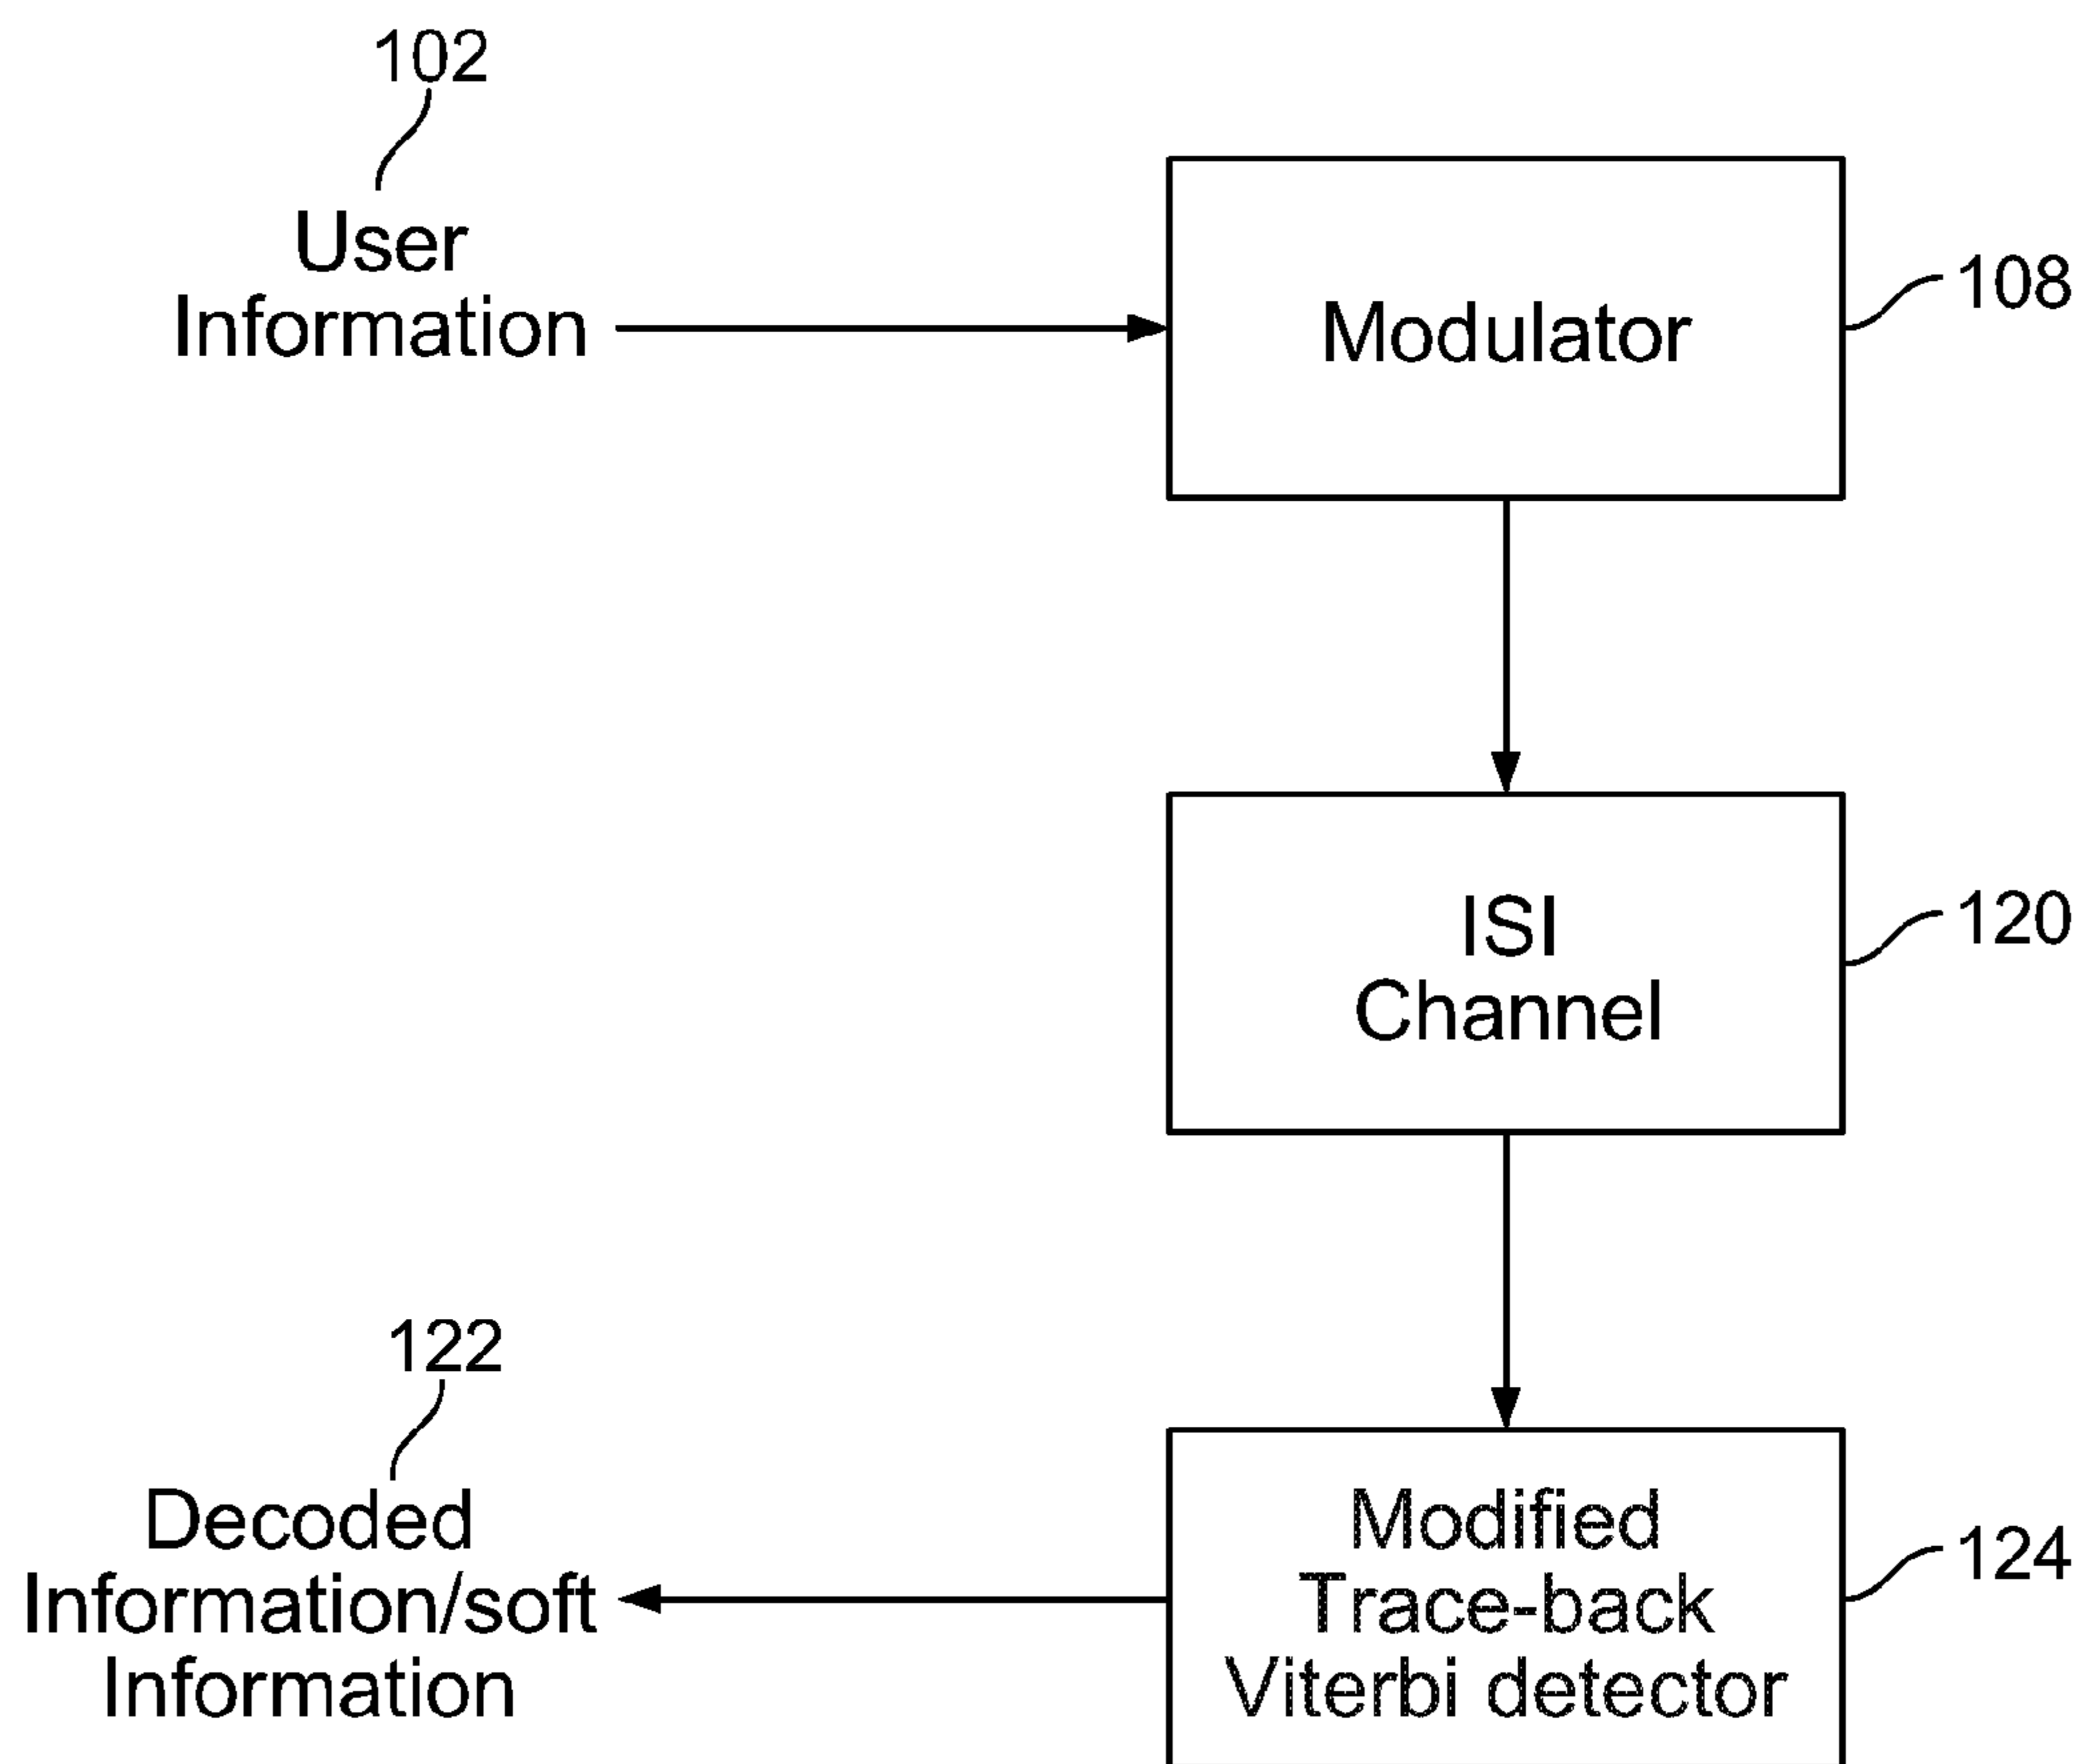 102
User
Information
Modulator
108
ISI
Channel
120
122
Decoded
Information/soft
Information
Modified
Trace-back
Viterbi detector
124